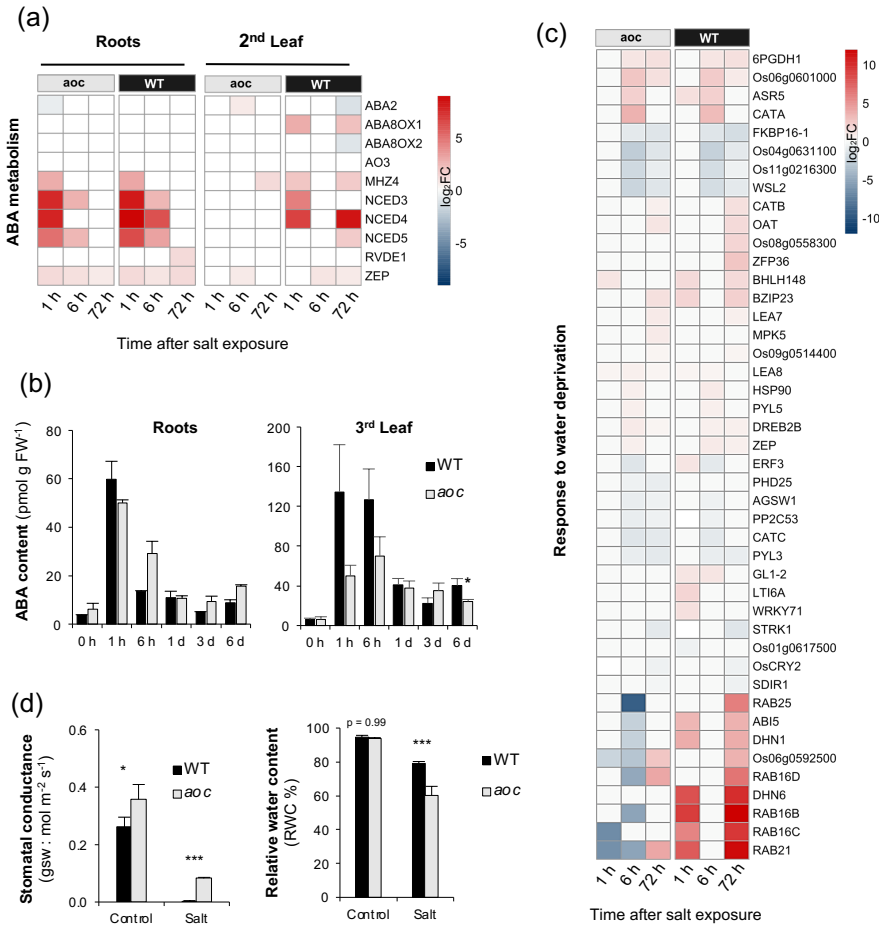 (a)
Roots
2nd Leaf
aoc
WT
aoc
WT
ABA metabolism
ABA2
ABA8OX1
ABA8OX2
AO3
MHZ4
NCED3
NCED4
NCED5
RVDE1
ZEP
5
0
-5
log2FC
1 h
6 h
72 h
1 h
6 h
72 h
1 h
6 h
72 h
1 h
6 h
72 h
Time after salt exposure
(b)
Roots
3rd Leaf
ABA content (pmol g FW-1)
80
60
40
20
0
200
160
120
80
40
0
WT
aoc
*
0 h
1 h
6 h
1 d
3 d
6 d
0 h
1 h
6 h
1 d
3 d
6 d
(d)
Stomatal conductance
(gsw : mol m-2 s-1)
0.6
0.4
0.2
0.0
*
***
WT
aoc
Control
Salt
Relative water content
(RWC %)
100
80
60
40
20
0
p = 0.99
***
WT
aoc
Control
Salt
(c)
aoc
WT
Response to water deprivation
6PGDH1
Os06g0601000
ASR5
CATA
FKBP16-1
Os04g0631100
Os11g0216300
WSL2
CATB
OAT
Os08g0558300
ZFP36
BHLH148
BZIP23
LEA7
MPK5
Os09g0514400
LEA8
HSP90
PYL5
DREB2B
ZEP
ERF3
PHD25
AGSW1
PP2C53
CATC
PYL3
GL1-2
LTI6A
WRKY71
STRK1
Os01g0617500
OsCRY2
SDIR1
RAB25
ABI5
DHN1
Os06g0592500
RAB16D
DHN6
RAB16B
RAB16C
RAB21
10
5
0
-5
-10
log2FC
1 h
6 h
72 h
1 h
6 h
72 h
Time after salt exposure